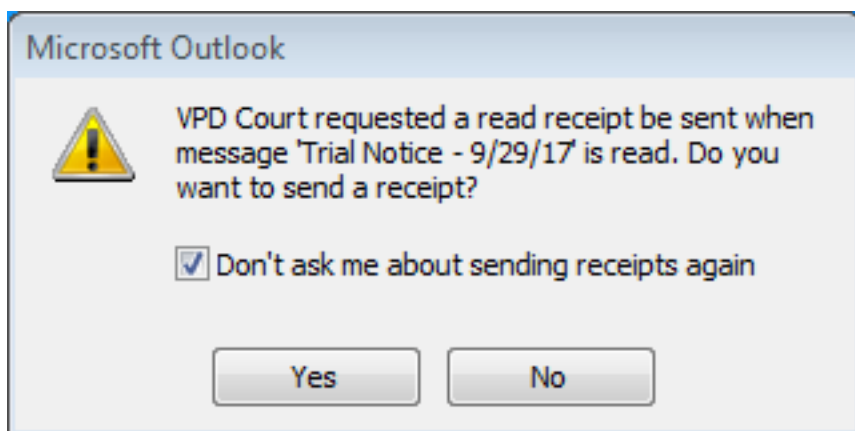 Microsoft Outlook
VPD Court requested a read receipt be sent when
message 'Trial Notice - 9/29/17' is read. Do you
want to send a receipt?
Don't ask me about sending receipts again
Yes
No